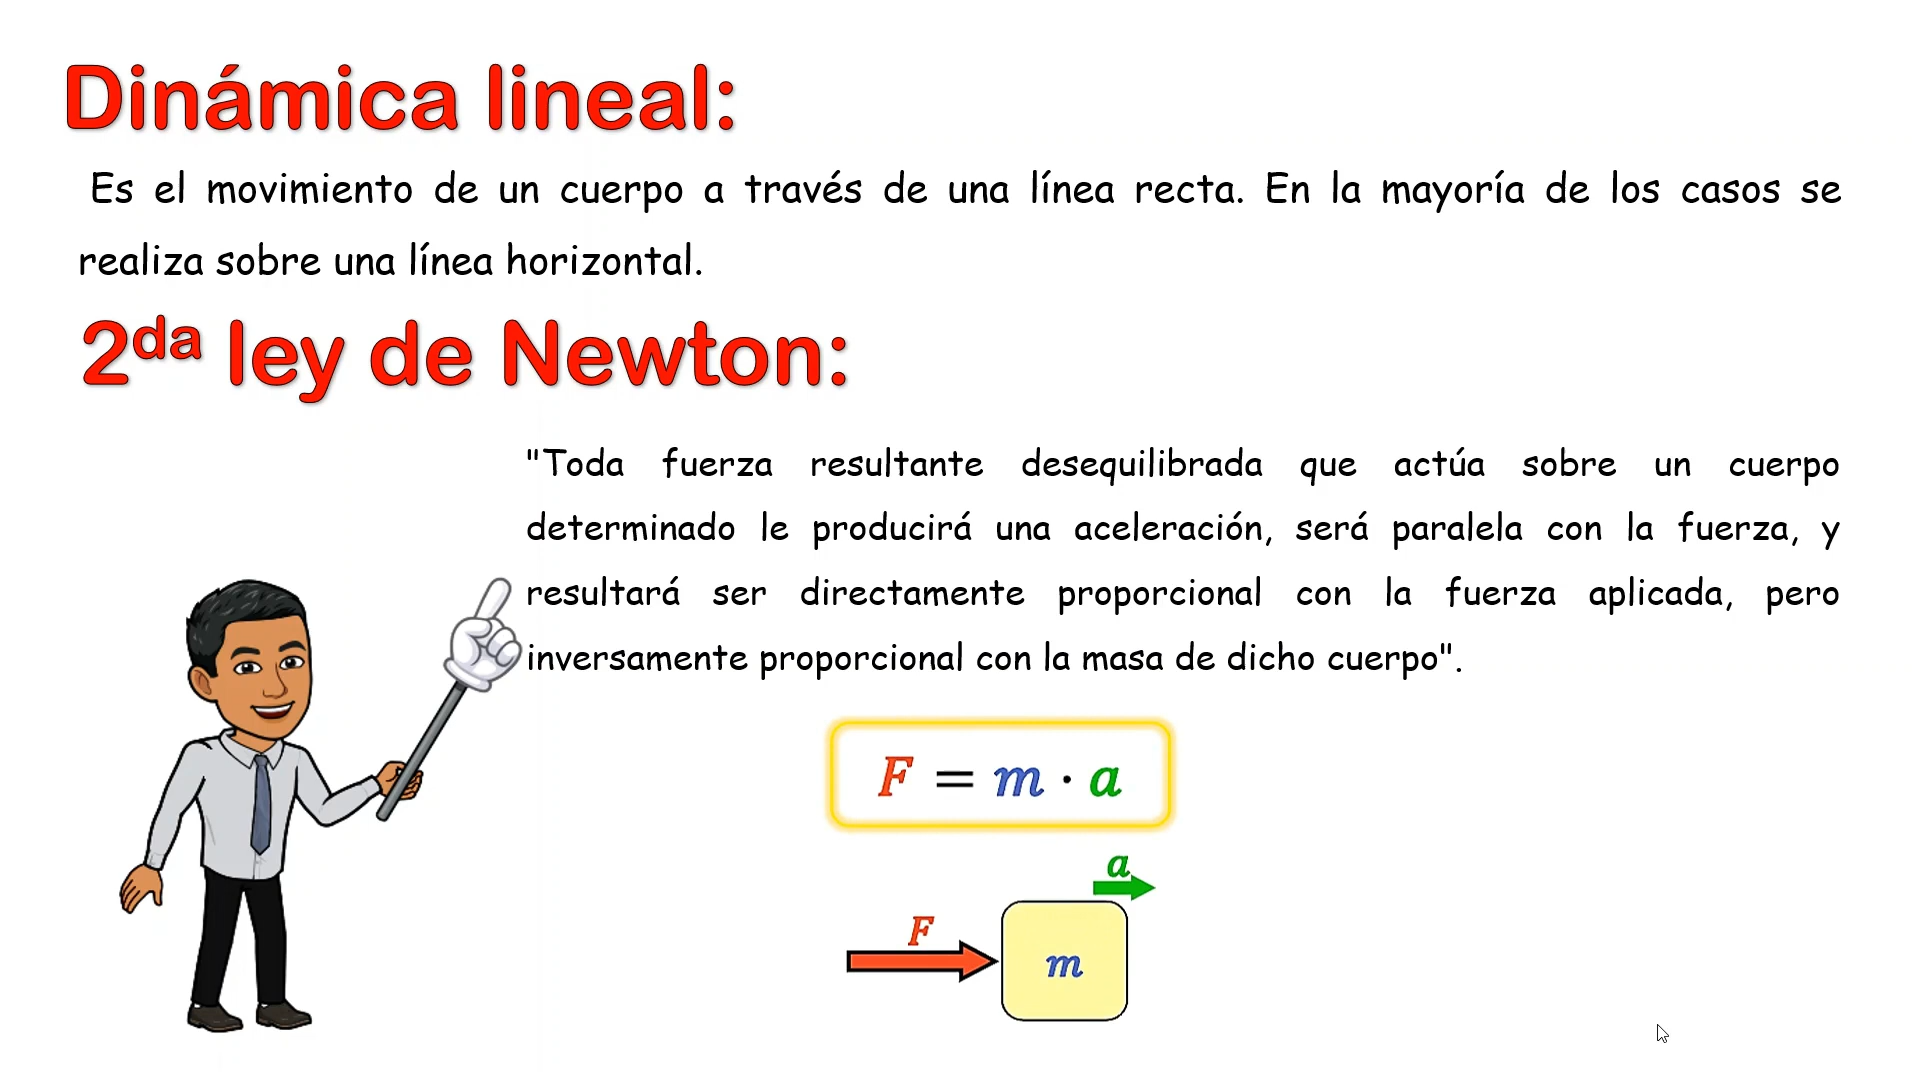 Dinámica lineal:
Es el movimiento de un cuerpo a través de una línea recta. En la mayoría de los casos se
realiza sobre una línea horizontal.
2da ley de Newton:
"Toda fuerza resultante desequilibrada que actúa sobre un cuerpo
determinado le producirá una aceleración, será paralela con la fuerza, y
resultará ser directamente proporcional con la fuerza aplicada, pero
inversamente proporcional con la masa de dicho cuerpo".
F = m · a
a
F
m